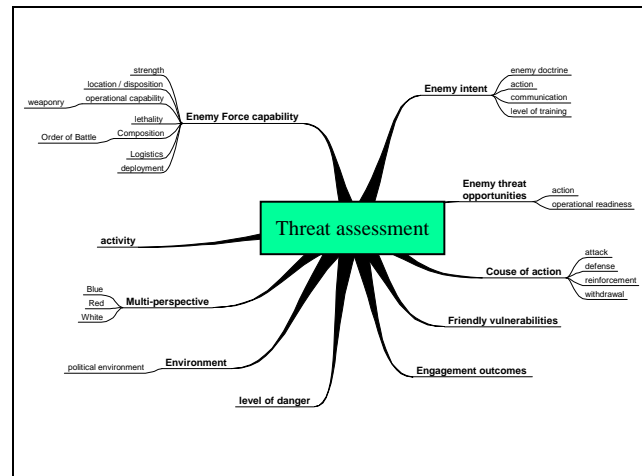 Threat assessment
Enemy Force capability
strength
location / disposition
operational capability
weaponry
lethality
Composition
Order of Battle
Logistics
deployment
activity
Multi-perspective
Blue
Red
White
Environment
political environment
level of danger
Enemy intent
enemy doctrine
action
communication
level of training
Enemy threat
opportunities
action
operational readiness
Couse of action
attack
defense
reinforcement
withdrawal
Friendly vulnerabilities
Engagement outcomes